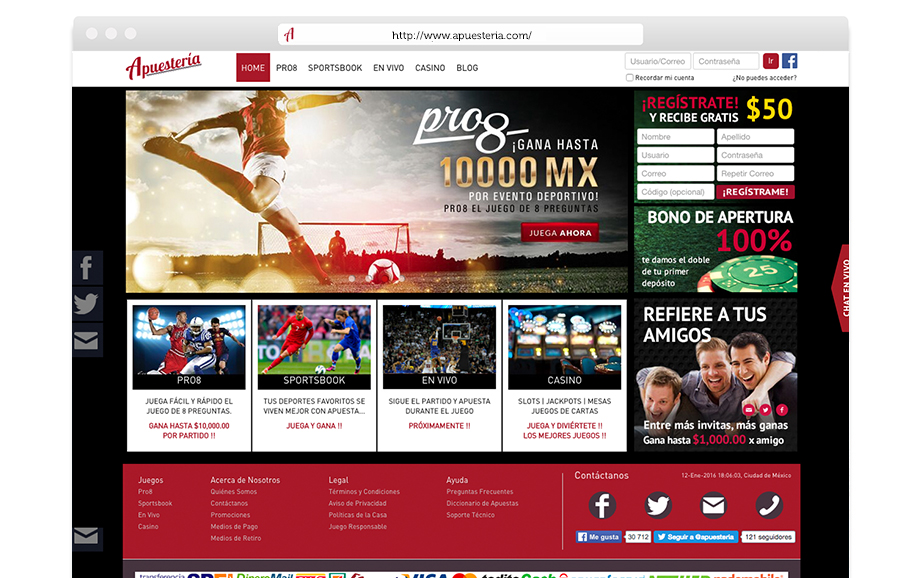 http://www.apuesteria.com/
Apuestería
HOME PRO8 SPORTSBOOK EN VIVO CASINO BLOG
Usuario/Correo Contraseña Ir
Recordar mi cuenta ¿No puedes acceder?
pro8
¡GANA HASTA
10000 MX
POR EVENTO DEPORTIVO!
PRO8 EL JUEGO DE 8 PREGUNTAS
JUEGA AHORA
¡REGÍSTRATE!
Y RECIBE GRATIS $50
Nombre Apellido
Usuario Contraseña
Correo Repetir Correo
Código (opcional) ¡REGÍSTRAME!
BONO DE APERTURA
100%
te damos el doble
de tu primer
depósito
25
CHAT EN VIVO
PRO8
JUEGA FÁCIL Y RÁPIDO EL
JUEGO DE 8 PREGUNTAS.
GANA HASTA $10,000.00
POR PARTIDO !!
SPORTSBOOK
TUS DEPORTES FAVORITOS SE
VIVEN MEJOR CON APUESTA...
JUEGA Y GANA !!
EN VIVO
SIGUE EL PARTIDO Y APUESTA
DURANTE EL JUEGO
PRÓXIMAMENTE !!
CASINO
SLOTS | JACKPOTS | MESAS
JUEGOS DE CARTAS
JUEGA Y DIVIÉRTETE !!
LOS MEJORES JUEGOS !!
REFIERE A TUS
AMIGOS
Entre más invitas, más ganas
Gana hasta $1,000.00 x amigo
Juegos
Pro8
Sportsbook
En Vivo
Casino
Acerca de Nosotros
Quiénes Somos
Contáctanos
Promociones
Medios de Pago
Medios de Retiro
Legal
Términos y Condiciones
Aviso de Privacidad
Políticas de la Casa
Juego Responsable
Ayuda
Preguntas Frecuentes
Diccionario de Apuestas
Soporte Técnico
Contáctanos 12-Ene-2016 18:06:03, Ciudad de México
Me gusta 30 712 Seguir a @apuesteria 121 seguidores